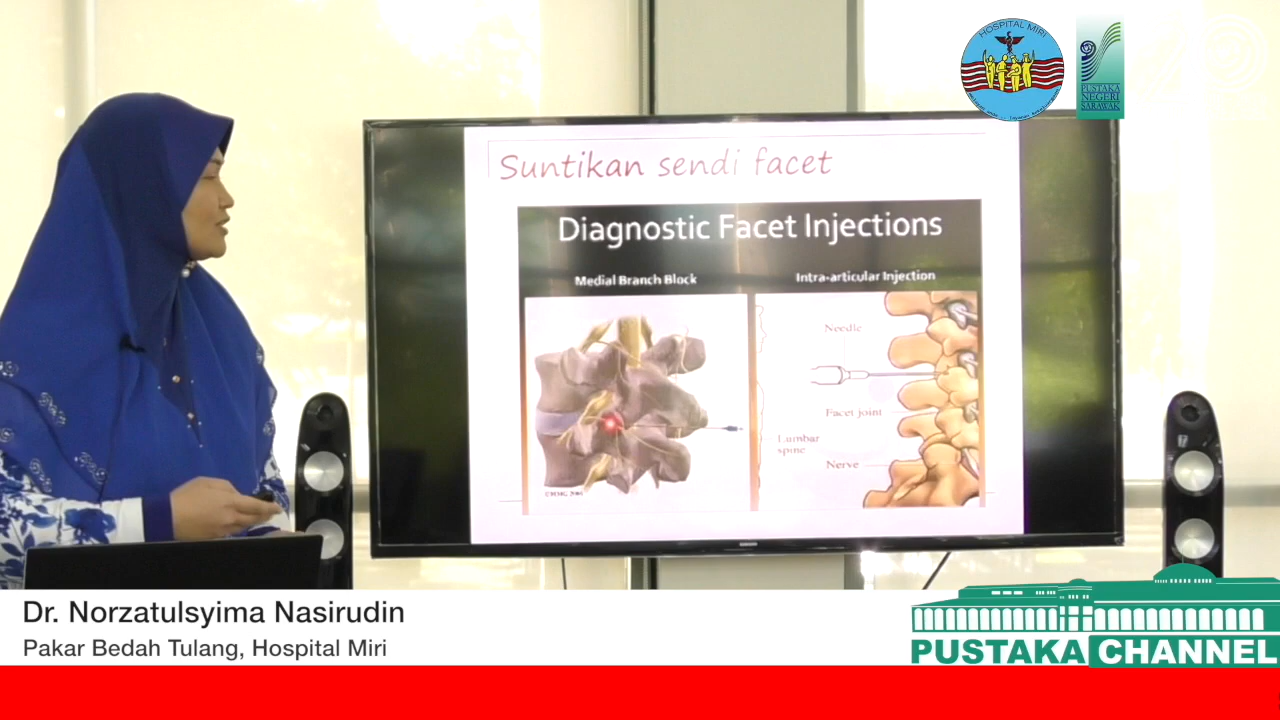 HOSPITAL MIRI
PUSTAKA
NEGERI
SARAWAK
Suntikan sendi facet
Diagnostic Facet Injections
Medial Branch Block
Intra-articular Injection
Needle
Facet joint
Lumbar
spine
Nerve
SAMSUNG
Dr. Norzatulsyima Nasirudin
Pakar Bedah Tulang, Hospital Miri
PUSTAKA CHANNEL